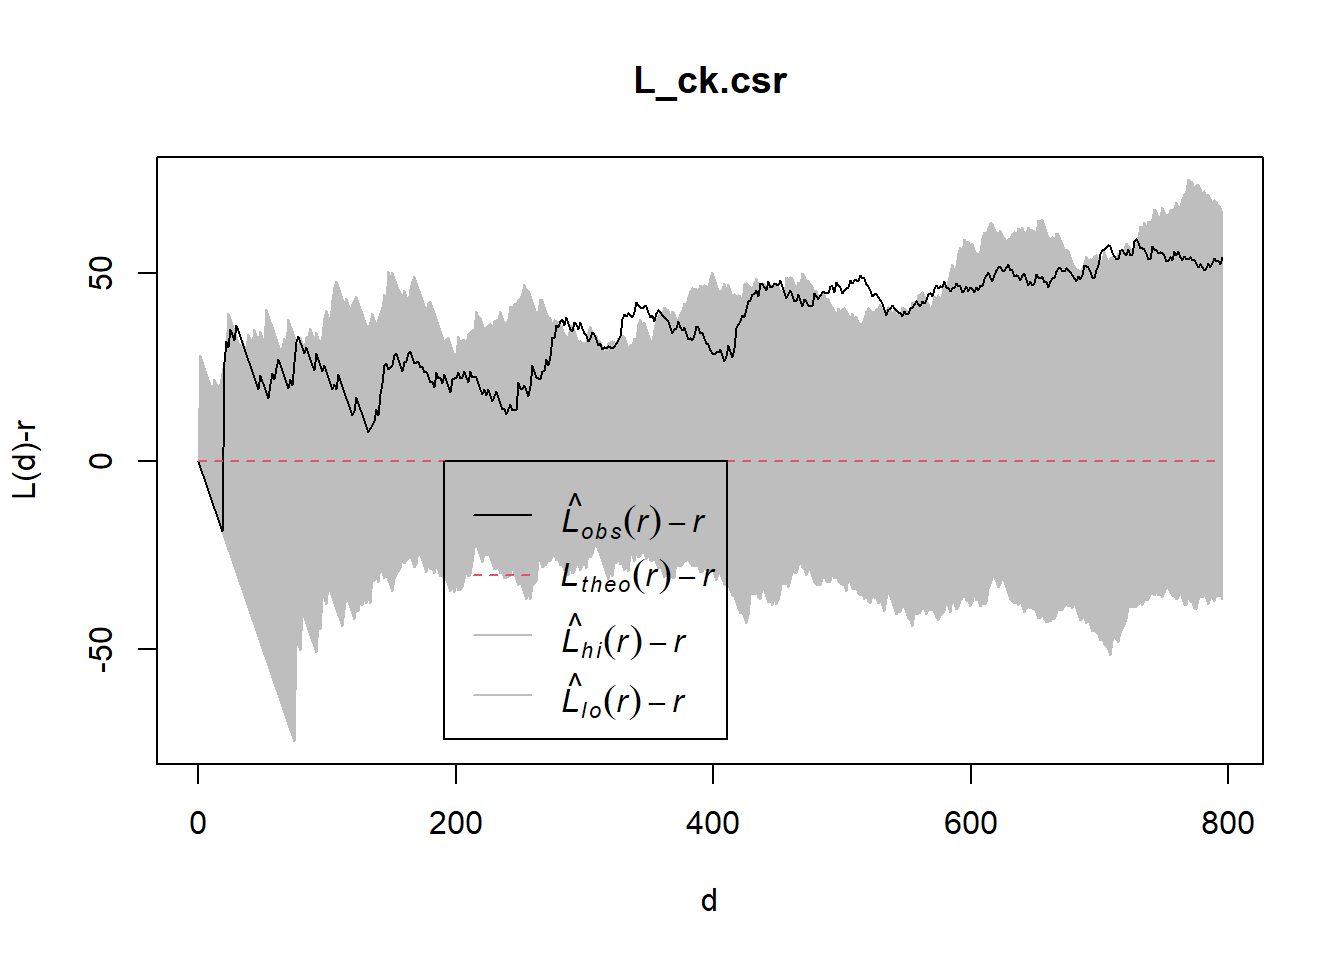 L_ck.csr
L(d)-r
50
0
-50
L̂obs(r) – r
Ltheo(r) – r
L̂hi(r) – r
L̂lo(r) – r
0 200 400 600 800
d